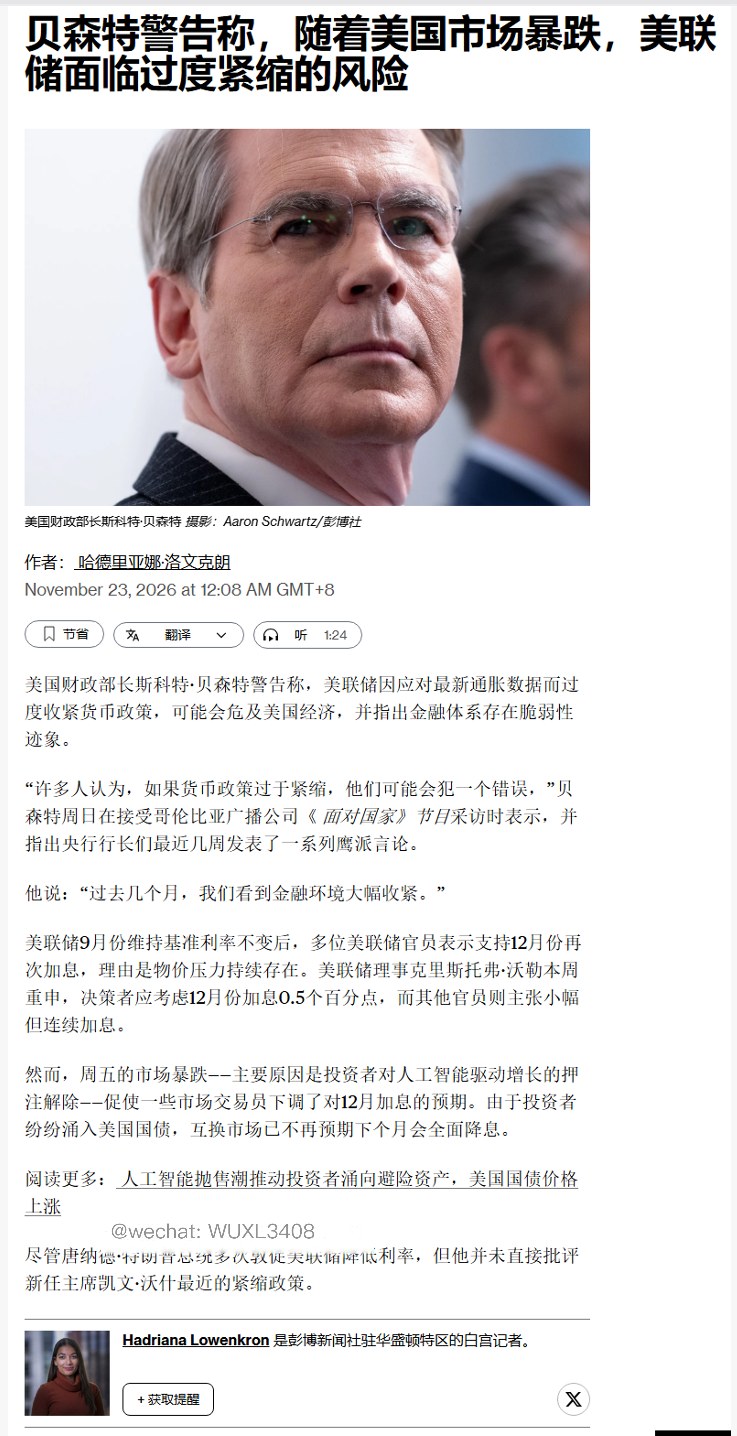 贝森特警告称，随着美国市场暴跌，美联
储面临过度紧缩的风险
美国财政部长斯科特·贝森特 摄影：Aaron Schwartz/彭博社
作者： 哈德里亚娜·洛文克朗
November 23, 2026 at 12:08 AM GMT+8
节省
翻译
听 1:24
美国财政部长斯科特·贝森特警告称，美联储因应对最新通胀数据而过
度收紧货币政策，可能会危及美国经济，并指出金融体系存在脆弱性
迹象。
“许多人认为，如果货币政策过于紧缩，他们可能会犯一个错误，”贝
森特周日在接受哥伦比亚广播公司《 面对国家》节目采访时表示，并
指出央行行长们最近几周发表了一系列鹰派言论。
他说：“过去几个月，我们看到金融环境大幅收紧。”
美联储9月份维持基准利率不变后，多位美联储官员表示支持12月份再
次加息，理由是物价压力持续存在。美联储理事克里斯托弗·沃勒本周
重申，决策者应考虑12月份加息0.5个百分点，而其他官员则主张小幅
但连续加息。
然而，周五的市场暴跌——主要原因是投资者对人工智能驱动增长的押
注解除——促使一些市场交易员下调了对12月加息的预期。由于投资者
纷纷涌入美国国债，互换市场已不再预期下个月会全面降息。
阅读更多： 人工智能抛售潮推动投资者涌向避险资产，美国国债价格
上涨
@wechat: WUXL3408
尽管唐纳德·特朗普总统多次敦促美联储降低利率，但他并未直接批评
新任主席凯文·沃什最近的紧缩政策。
Hadriana Lowenkron 是彭博新闻社驻华盛顿特区的白宫记者。
+ 获取提醒